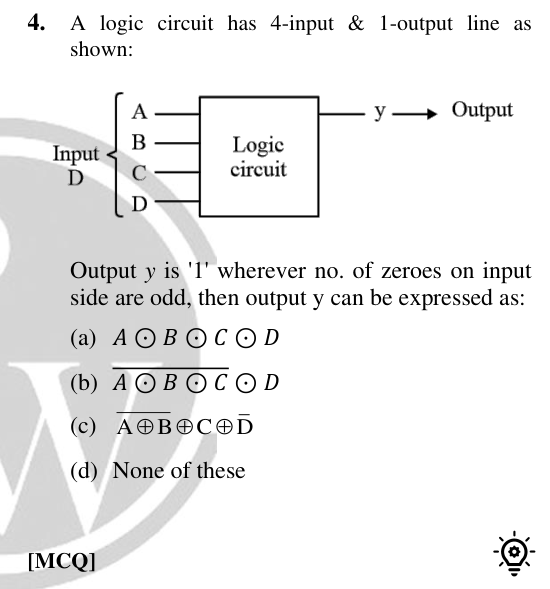 4. A logic circuit has 4-input & 1-output line as
shown:
Input
D
A
B
C
D
Logic
circuit
y
Output
Output y is '1' wherever no. of zeroes on input
side are odd, then output y can be expressed as:
(a) A ⊙ B ⊙ C ⊙ D
(b) A̅ ̅⊙̅ ̅B̅ ̅⊙̅ ̅C̅ ⊙ D
(c) A̅⊕̅B̅⊕C⊕D̅
(d) None of these
[MCQ]